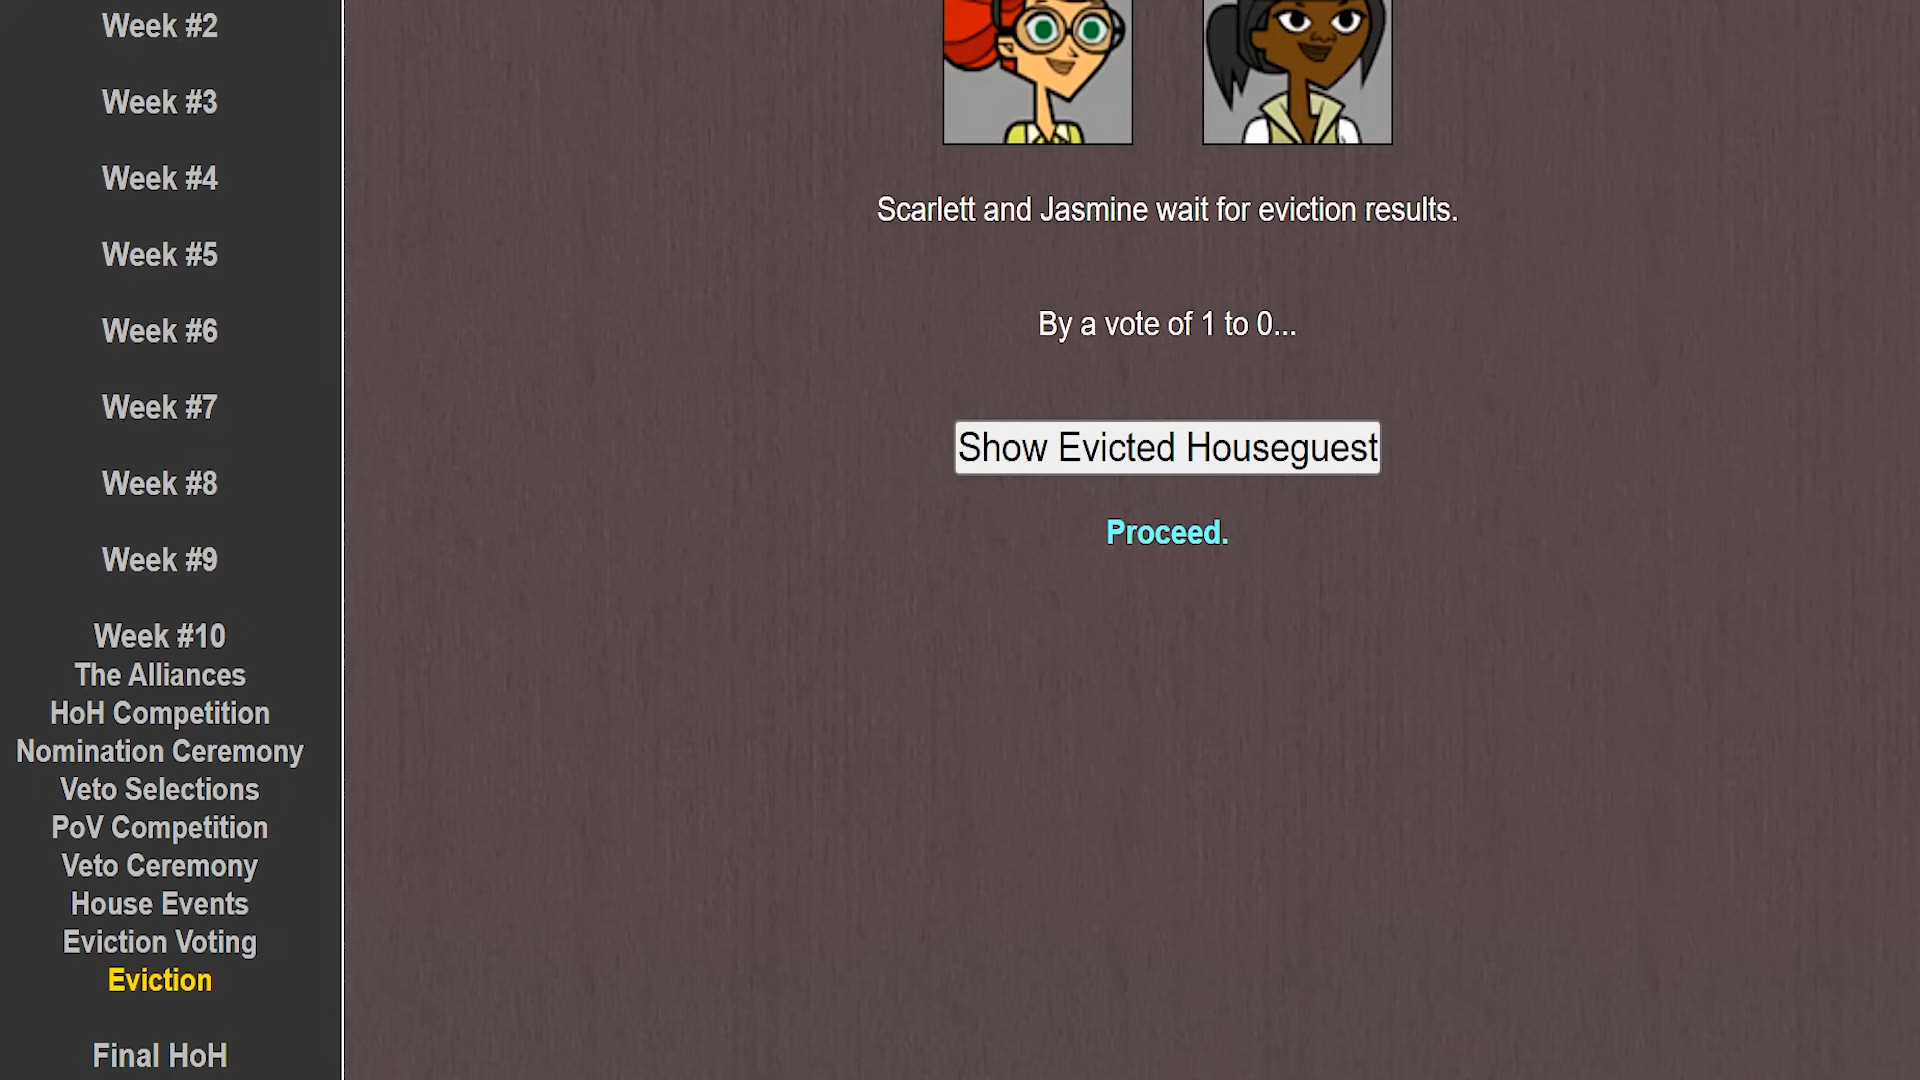 Week #2
Week #3
Week #4
Week #5
Week #6
Week #7
Week #8
Week #9
Week #10
The Alliances
HoH Competition
Nomination Ceremony
Veto Selections
PoV Competition
Veto Ceremony
House Events
Eviction Voting
Eviction
Final HoH
Scarlett and Jasmine wait for eviction results.
By a vote of 1 to 0...
Show Evicted Houseguest
Proceed.